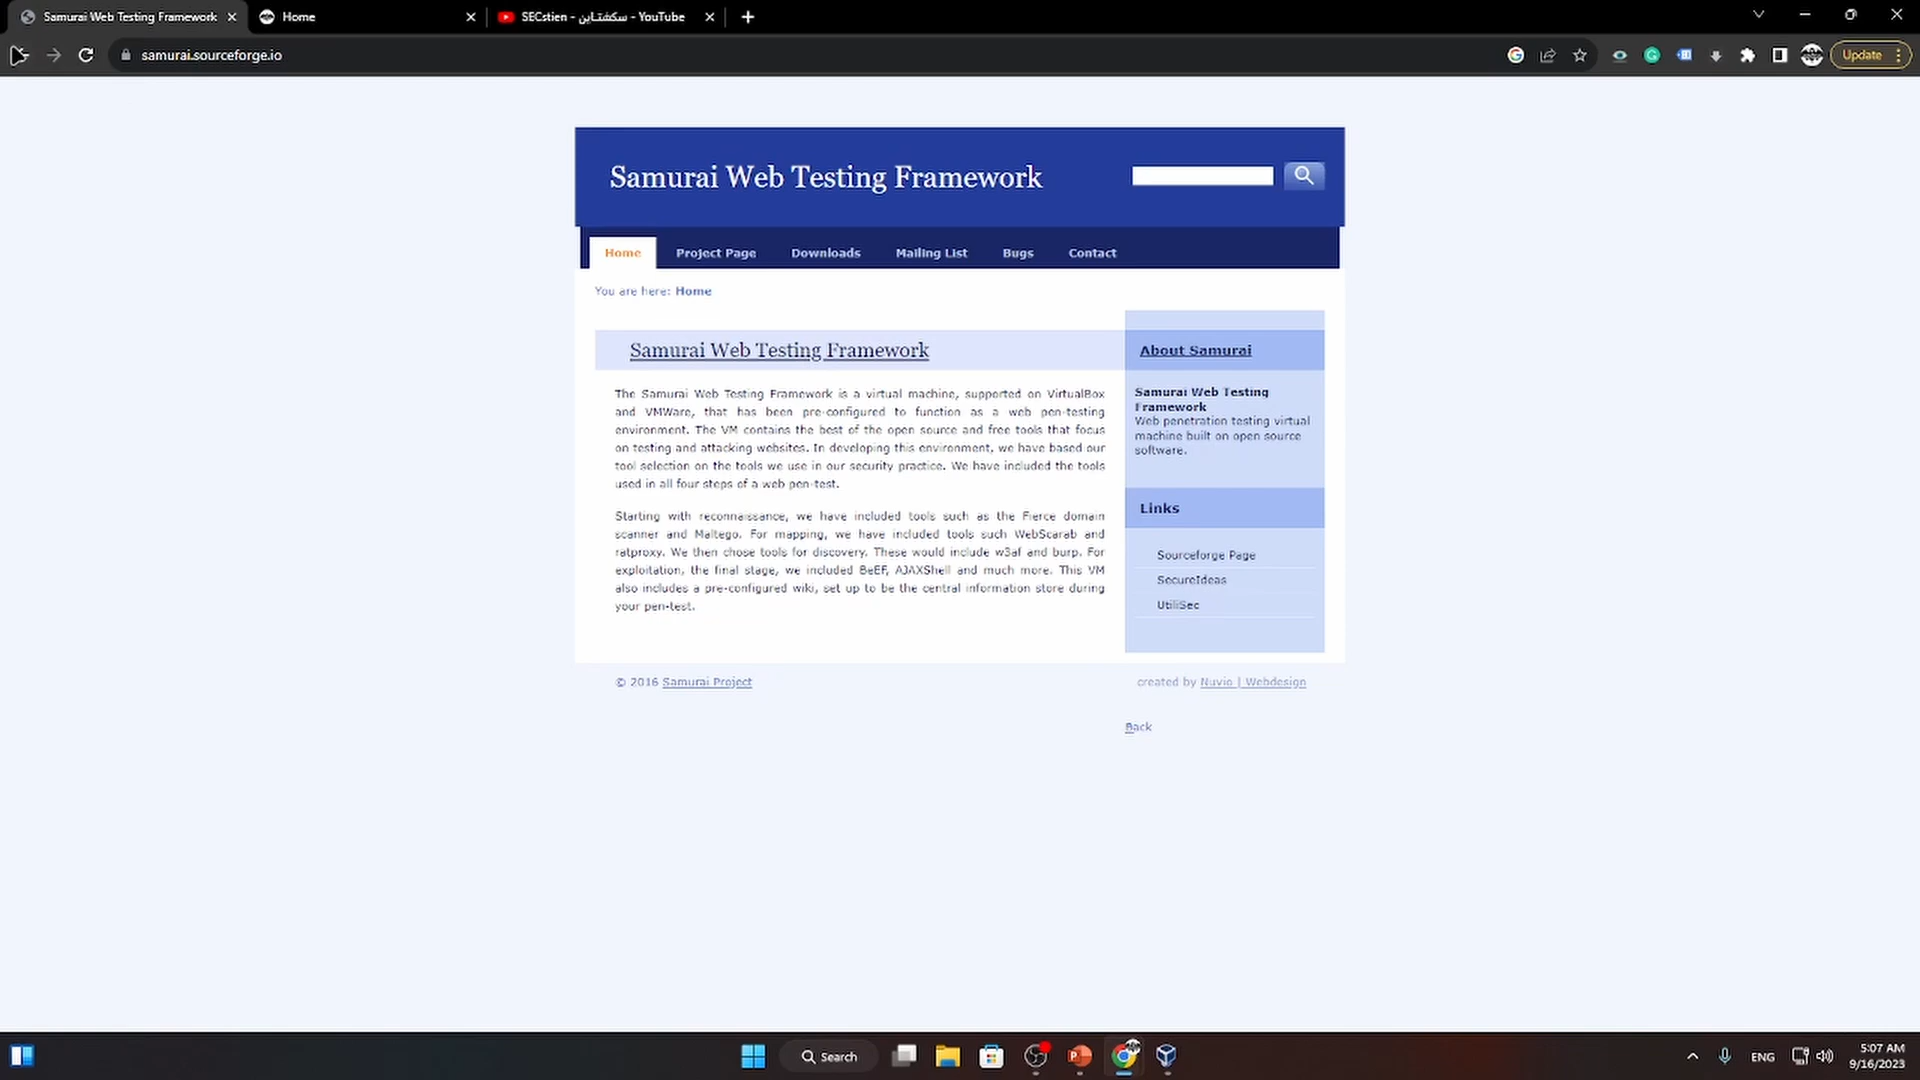 Samurai Web Testing Framework
Home
SECstien - سكشتاين - YouTube
samurai.sourceforge.io
Update
Samurai Web Testing Framework
Home Project Page Downloads Mailing List Bugs Contact
You are here: Home
Samurai Web Testing Framework
The Samurai Web Testing Framework is a virtual machine, supported on VirtualBox
and VMWare, that has been pre-configured to function as a web pen-testing
environment. The VM contains the best of the open source and free tools that focus
on testing and attacking websites. In developing this environment, we have based our
tool selection on the tools we use in our security practice. We have included the tools
used in all four steps of a web pen-test.
Starting with reconnaissance, we have included tools such as the Fierce domain
scanner and Maltego. For mapping, we have included tools such WebScarab and
ratproxy. We then chose tools for discovery. These would include w3af and burp. For
exploitation, the final stage, we included BeEF, AJAXShell and much more. This VM
also includes a pre-configured wiki, set up to be the central information store during
your pen-test.
About Samurai
Samurai Web Testing
Framework
Web penetration testing virtual
machine built on open source
software.
Links
Sourceforge Page
SecureIdeas
UtiliSec
© 2016 Samurai Project
created by Nuvio | Webdesign
Back
Search
ENG
5:07 AM
9/16/2023